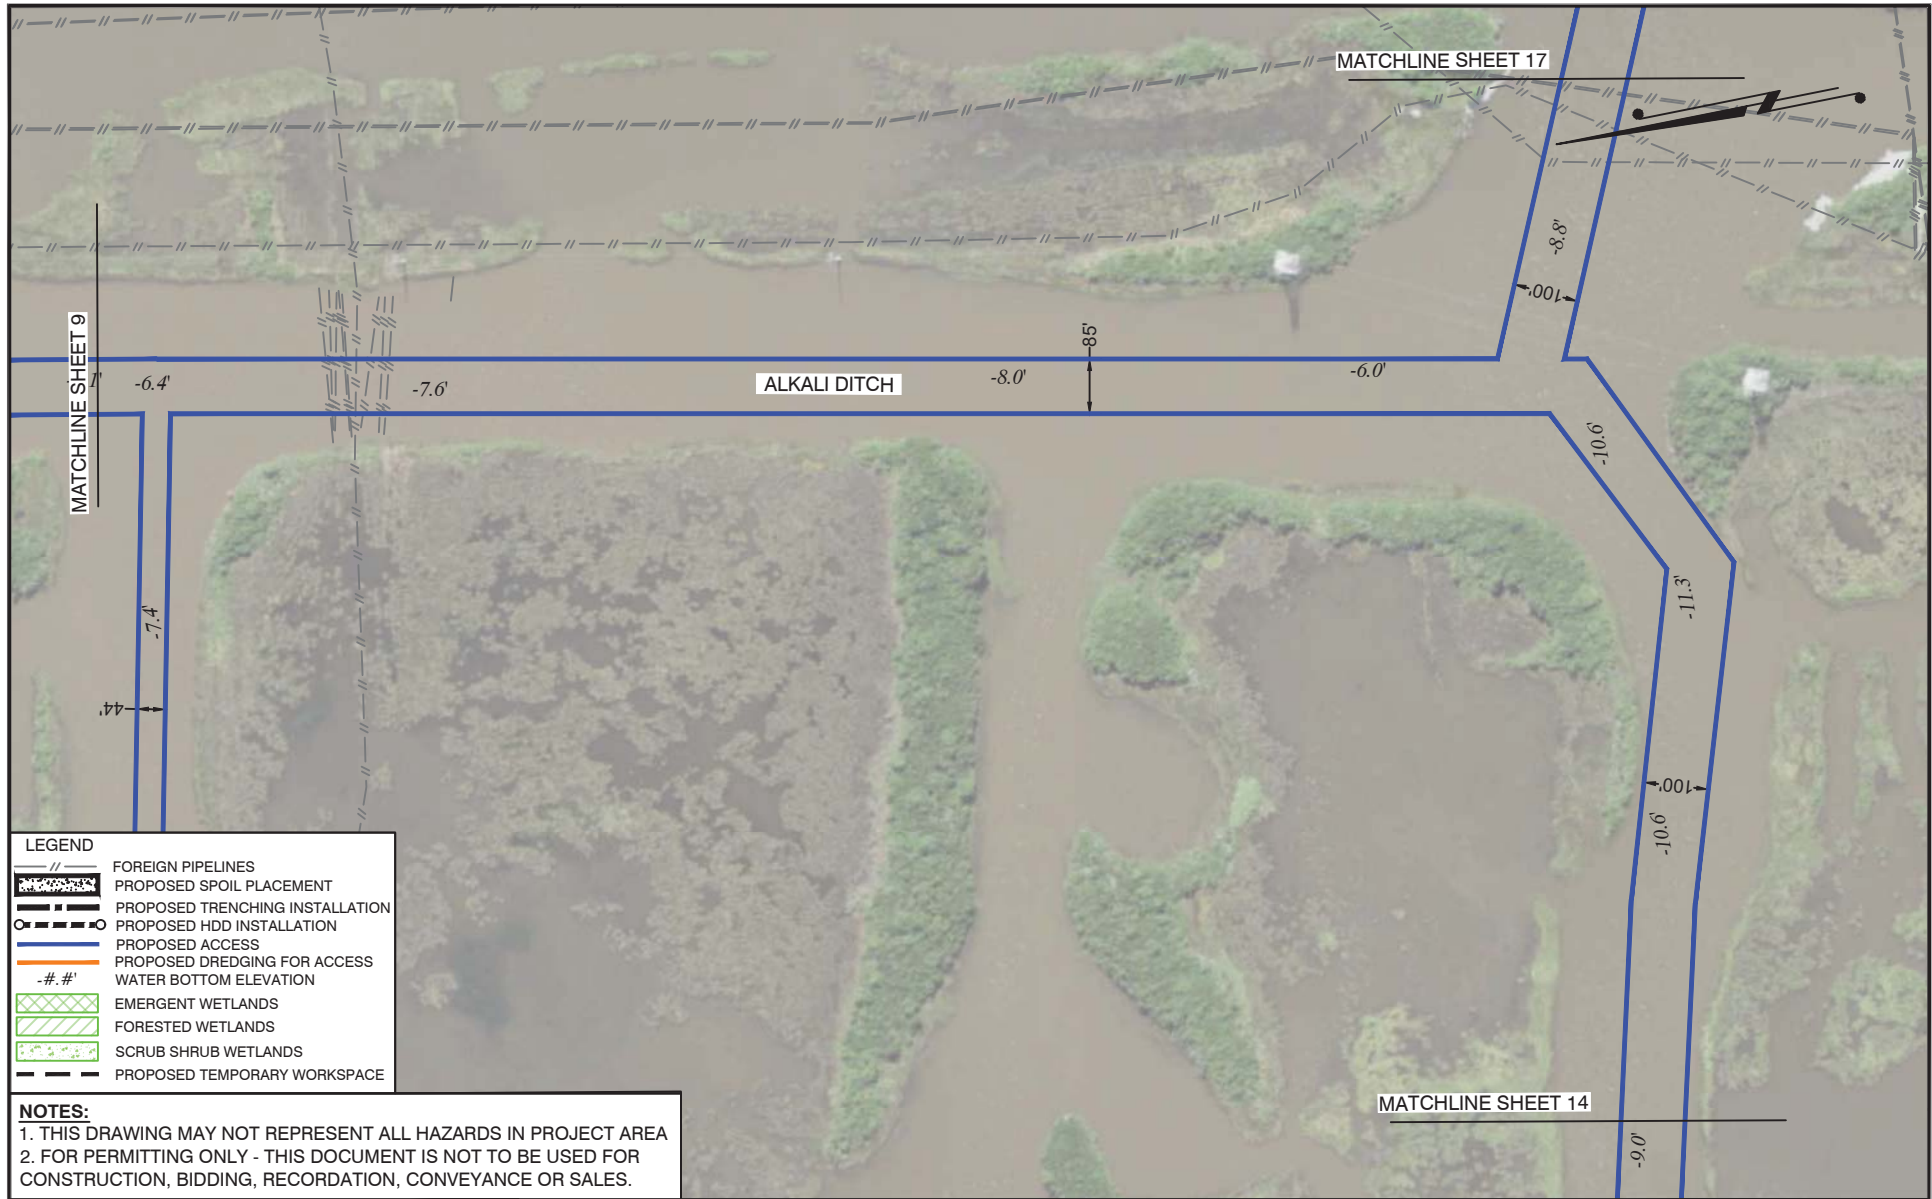 MATCHLINE SHEET 17
-8.8'
100'
MATCHLINE SHEET 9
-6.4'
-7.6'
ALKALI DITCH
-8.0'
85'
-6.0'
-10.6'
-11.3'
-7.4'
44'
100'
-10.6'
MATCHLINE SHEET 14
-9.0'
LEGEND
FOREIGN PIPELINES
PROPOSED SPOIL PLACEMENT
PROPOSED TRENCHING INSTALLATION
PROPOSED HDD INSTALLATION
PROPOSED ACCESS
PROPOSED DREDGING FOR ACCESS
-#.#' WATER BOTTOM ELEVATION
EMERGENT WETLANDS
FORESTED WETLANDS
SCRUB SHRUB WETLANDS
PROPOSED TEMPORARY WORKSPACE
NOTES:
1. THIS DRAWING MAY NOT REPRESENT ALL HAZARDS IN PROJECT AREA
2. FOR PERMITTING ONLY - THIS DOCUMENT IS NOT TO BE USED FOR
CONSTRUCTION, BIDDING, RECORDATION, CONVEYANCE OR SALES.